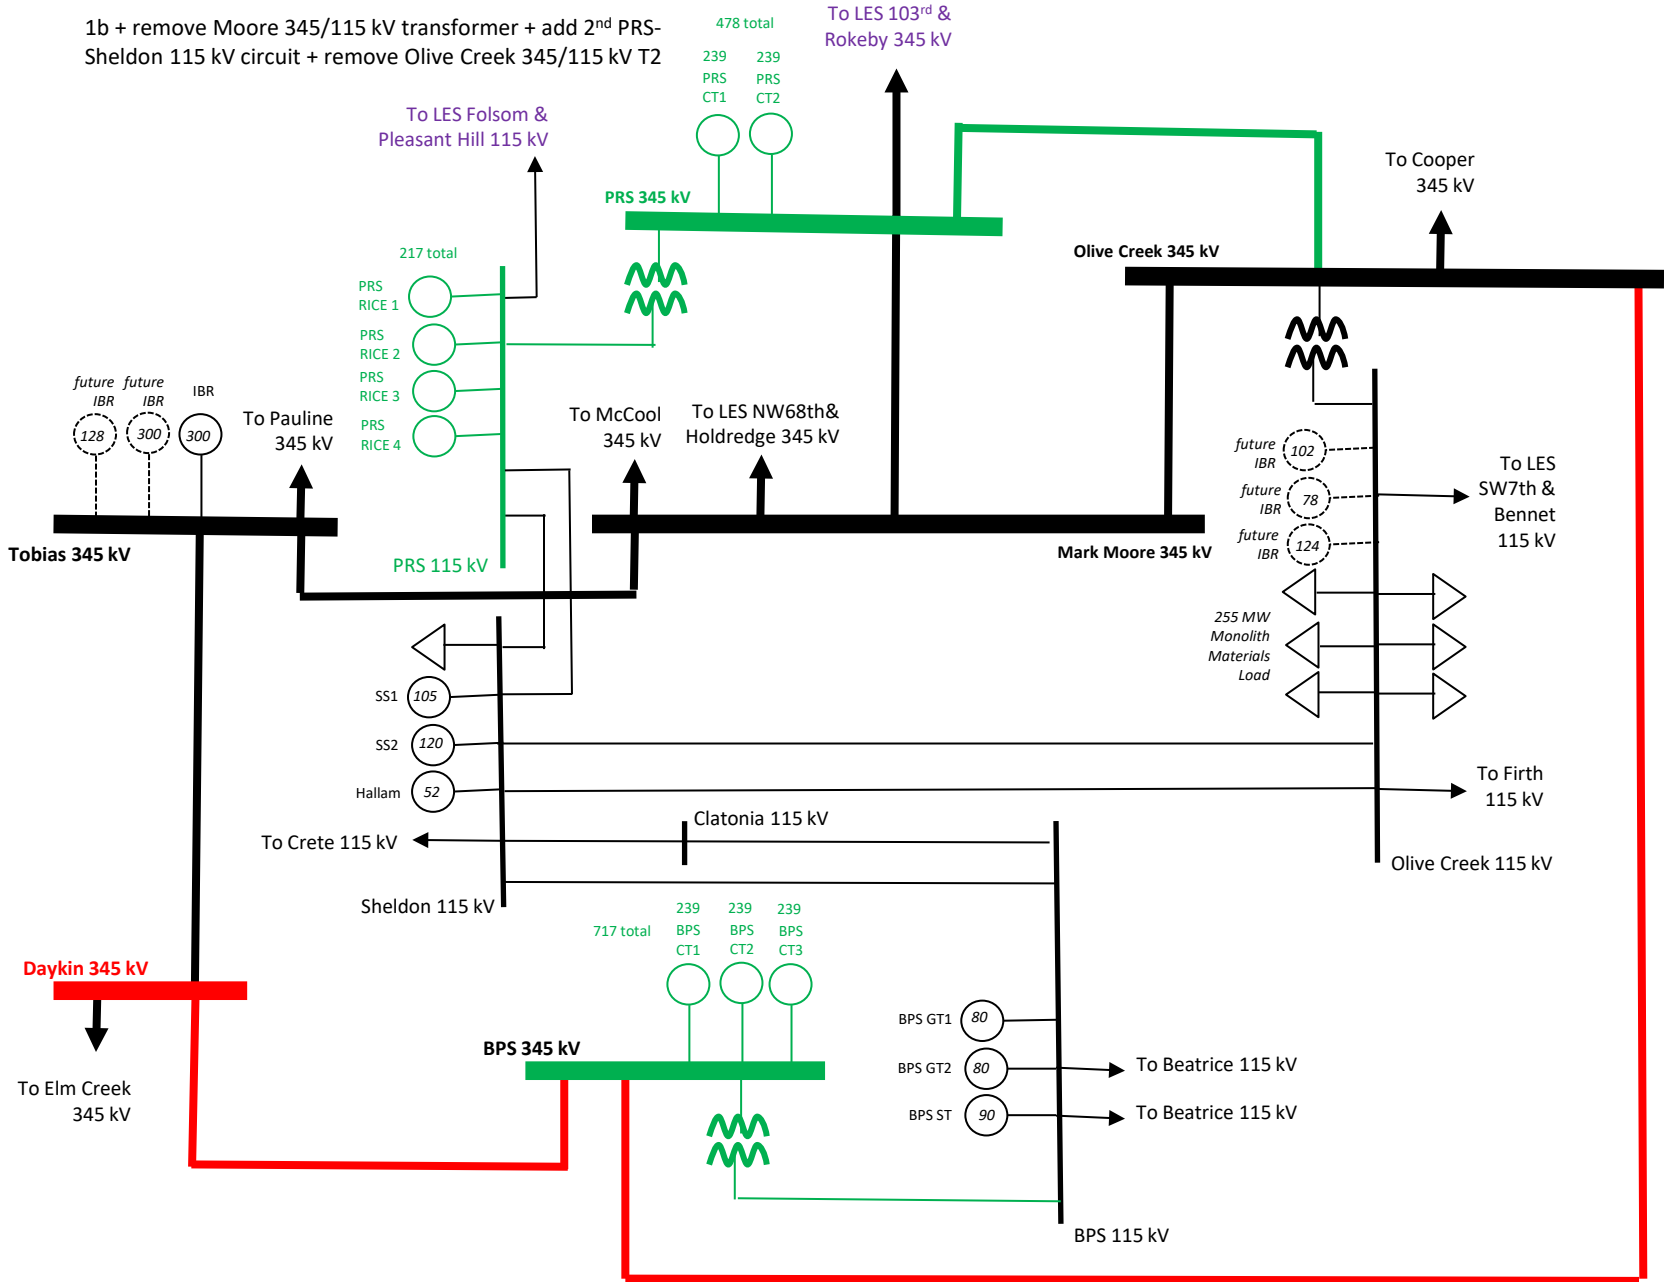 1b + remove Moore 345/115 kV transformer + add 2nd PRS-
Sheldon 115 kV circuit + remove Olive Creek 345/115 kV T2
478 total
239
PRS
CT1
239
PRS
CT2
To LES 103rd &
Rokeby 345 kV
To LES Folsom &
Pleasant Hill 115 kV
PRS 345 kV
To Cooper
345 kV
Olive Creek 345 kV
217 total
PRS
RICE 1
PRS
RICE 2
PRS
RICE 3
PRS
RICE 4
future
IBR
128
future
IBR
300
IBR
300
To Pauline
345 kV
To McCool
345 kV
To LES NW68th&
Holdredge 345 kV
future
IBR
102
future
IBR
78
future
IBR
124
To LES
SW7th &
Bennet
115 kV
Tobias 345 kV
PRS 115 kV
Mark Moore 345 kV
255 MW
Monolith
Materials
Load
SS1
105
SS2
120
Hallam
52
To Firth
115 kV
To Crete 115 kV
Clatonia 115 kV
Olive Creek 115 kV
Sheldon 115 kV
717 total
239
BPS
CT1
239
BPS
CT2
239
BPS
CT3
Daykin 345 kV
To Elm Creek
345 kV
BPS 345 kV
BPS GT1
80
BPS GT2
80
BPS ST
90
To Beatrice 115 kV
To Beatrice 115 kV
BPS 115 kV